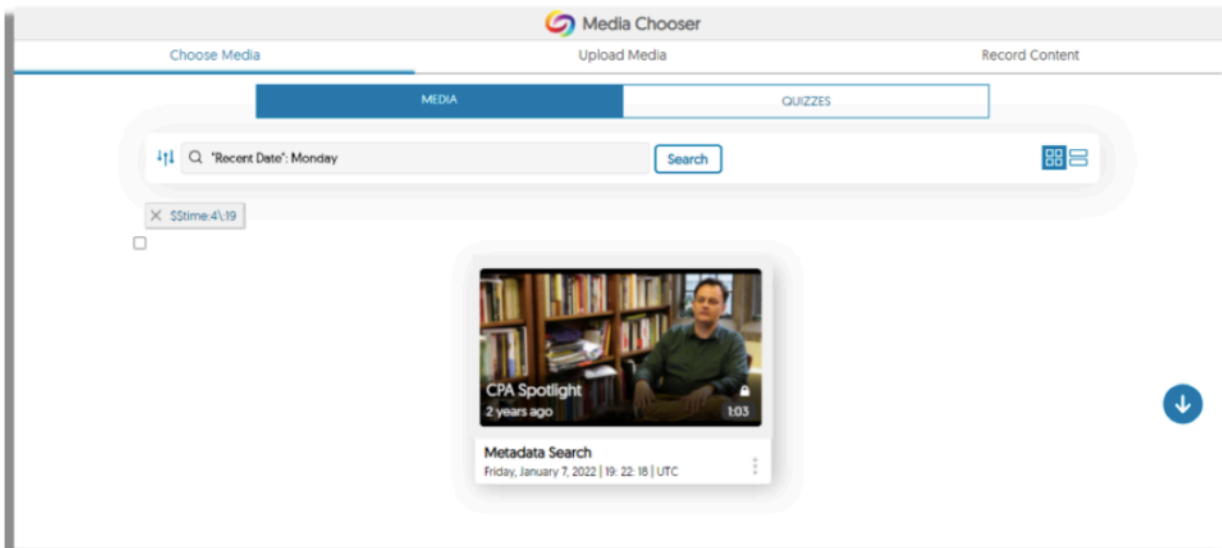 Media Chooser
Choose Media
Upload Media
Record Content
MEDIA
QUIZZES
"Recent Date": Monday
Search
$$time:4\:19
CPA Spotlight
2 years ago
1:03
Metadata Search
Friday, January 7, 2022 | 19: 22: 18 | UTC